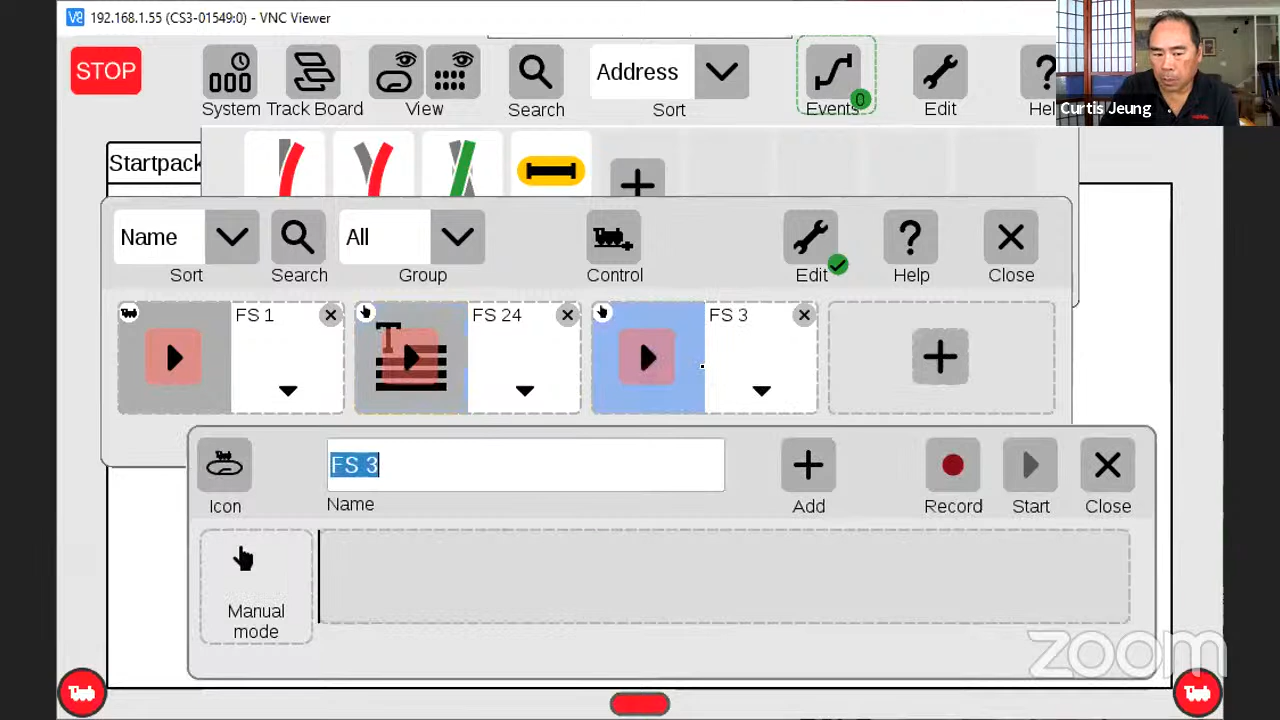 192.168.1.55 (CS3-01549:0) - VNC Viewer
STOP
Address
System
Track Board
View
Search
Sort
Events
0
Edit
Hel
Curtis Jeung
Startpack
Name
All
Sort
Search
Group
Control
Edit
Help
Close
FS 1
FS 24
FS 3
FS 3
Icon
Name
Add
Record
Start
Close
Manual
mode
zoom